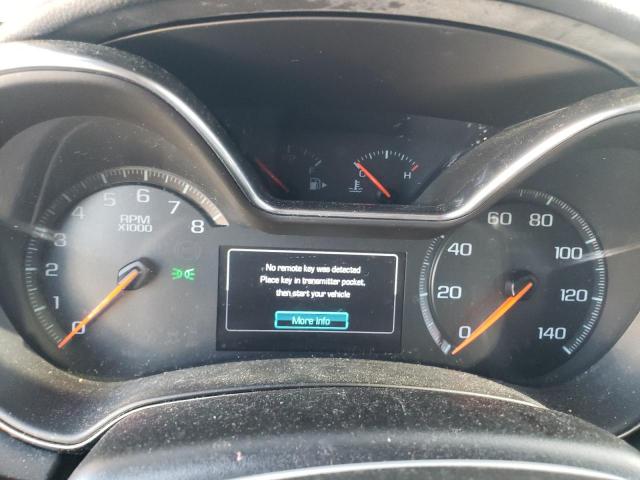 C H
0 1 2 3 4 5 6 7 8
RPM
X1000
No remote key was detected
Place key in transmitter pocket,
then start your vehicle
More Info
0 20 40 60 80 100 120 140